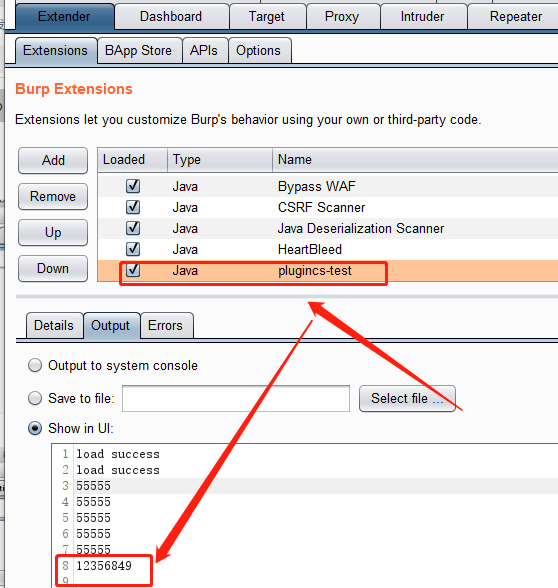 Extender Dashboard Target Proxy Intruder Repeater
Extensions BApp Store APIs Options
Burp Extensions
Extensions let you customize Burp's behavior using your own or third-party code.
Add
Remove
Up
Down
Loaded Type Name
Java Bypass WAF
Java CSRF Scanner
Java Java Deserialization Scanner
Java HeartBleed
Java plugincs-test
Details Output Errors
Output to system console
Save to file: Select file ...
Show in UI:
1 load success
2 load success
3 55555
4 55555
5 55555
6 55555
7 55555
8 12356849
9